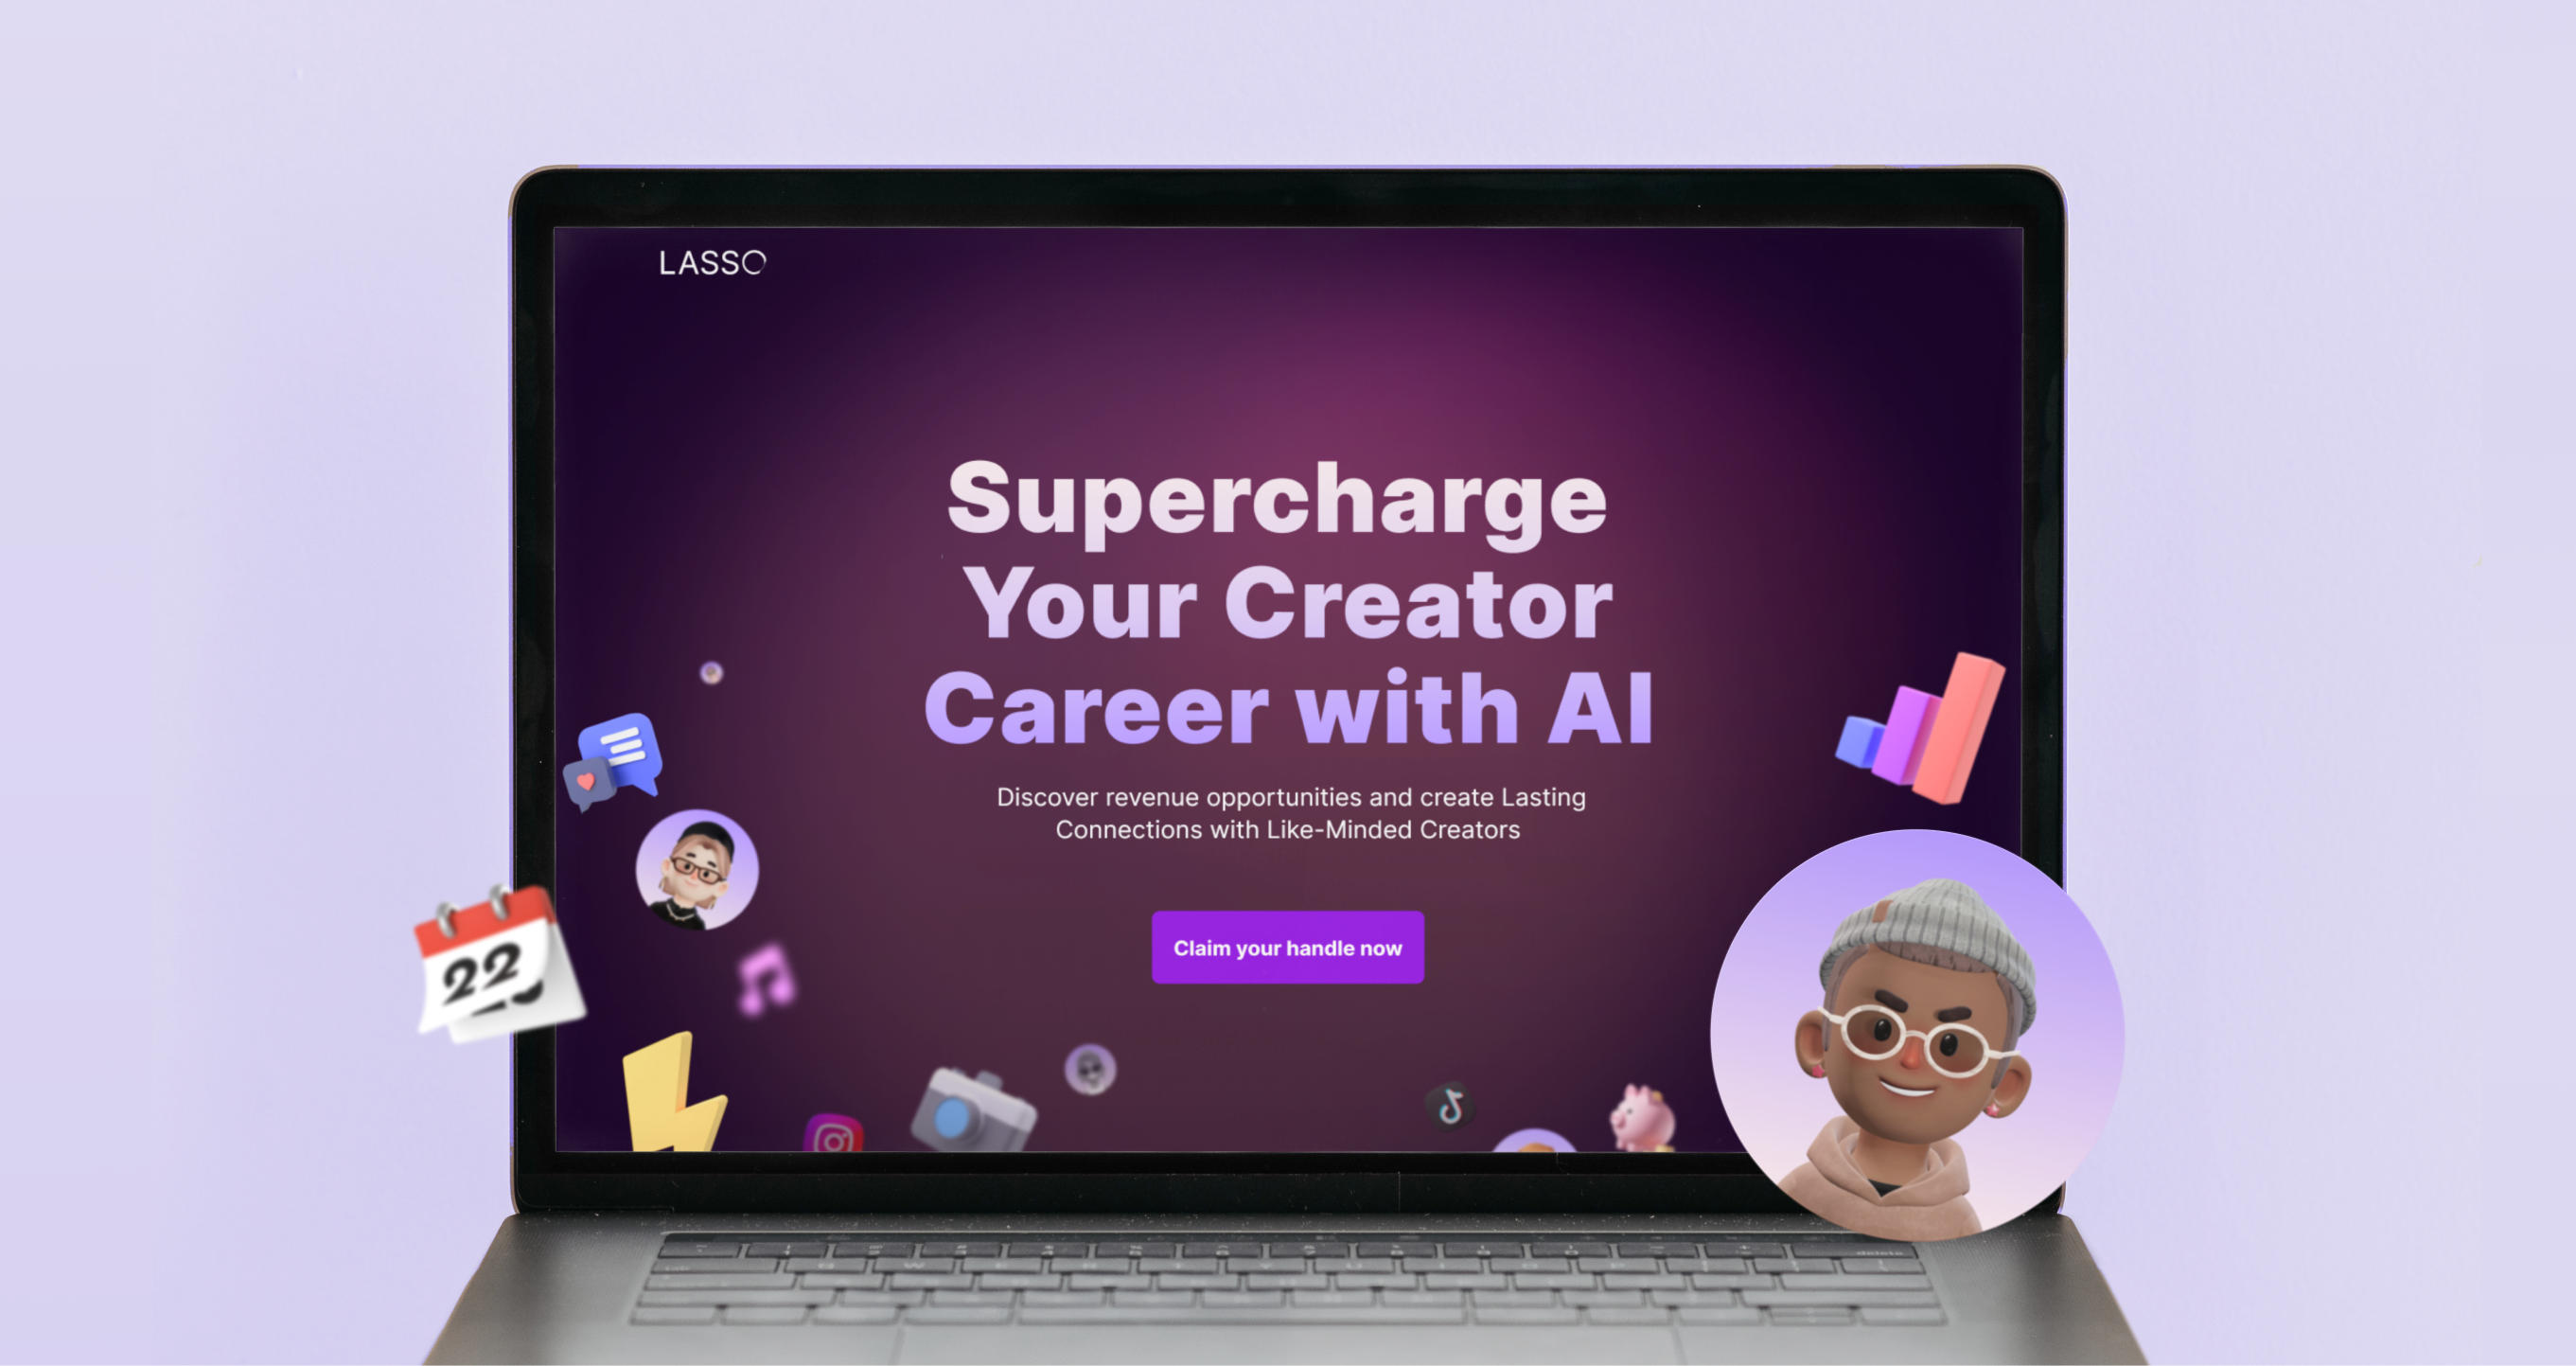 LASSO
Supercharge
Your Creator
Career with AI
Discover revenue opportunities and create Lasting
Connections with Like-Minded Creators
22
Claim your handle now
delete